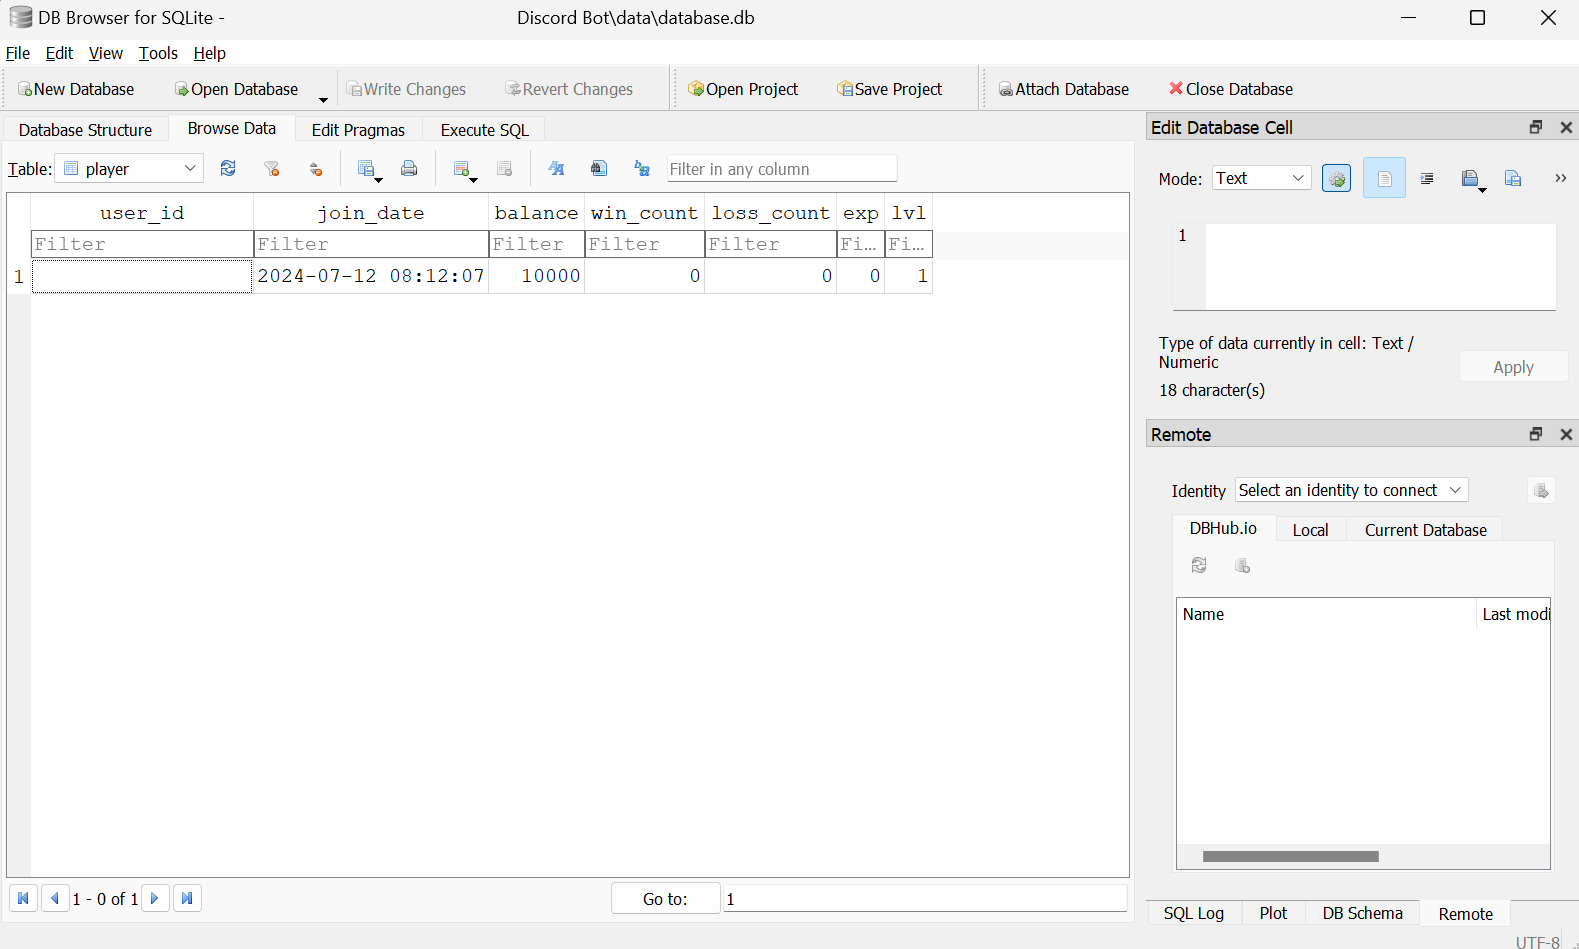 DB Browser for SQLite - Discord Bot\data\database.db
File Edit View Tools Help
New Database Open Database Write Changes Revert Changes Open Project Save Project Attach Database Close Database
Database Structure Browse Data Edit Pragmas Execute SQL
Table: player Filter in any column
user_id join_date balance win_count loss_count exp lvl
Filter Filter Filter Filter Filter Fi... Fi...
1 2024-07-12 08:12:07 10000 0 0 0 1
1 - 0 of 1 Go to: 1
Edit Database Cell
Mode: Text
1
Type of data currently in cell: Text /
Numeric
Apply
18 character(s)
Remote
Identity Select an identity to connect
DBHub.io Local Current Database
Name Last modi
SQL Log Plot DB Schema Remote
UTF-8